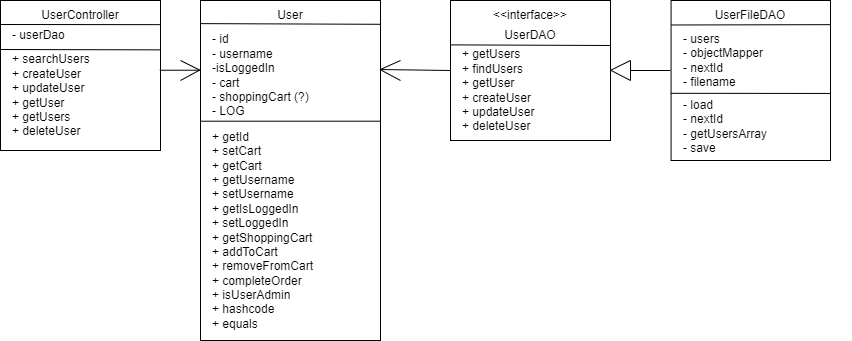 UserController
- userDao
+ searchUsers
+ createUser
+ updateUser
+ getUser
+ getUsers
+ deleteUser
User
- id
- username
-isLoggedIn
- cart
- shoppingCart (?)
- LOG
+ getId
+ setCart
+ getCart
+ getUsername
+ setUsername
+ getIsLoggedIn
+ setLoggedIn
+ getShoppingCart
+ addToCart
+ removeFromCart
+ completeOrder
+ isUserAdmin
+ hashcode
+ equals
<<interface>>
UserDAO
+ getUsers
+ findUsers
+ getUser
+ createUser
+ updateUser
+ deleteUser
UserFileDAO
- users
- objectMapper
- nextId
- filename
- load
- nextId
- getUsersArray
- save